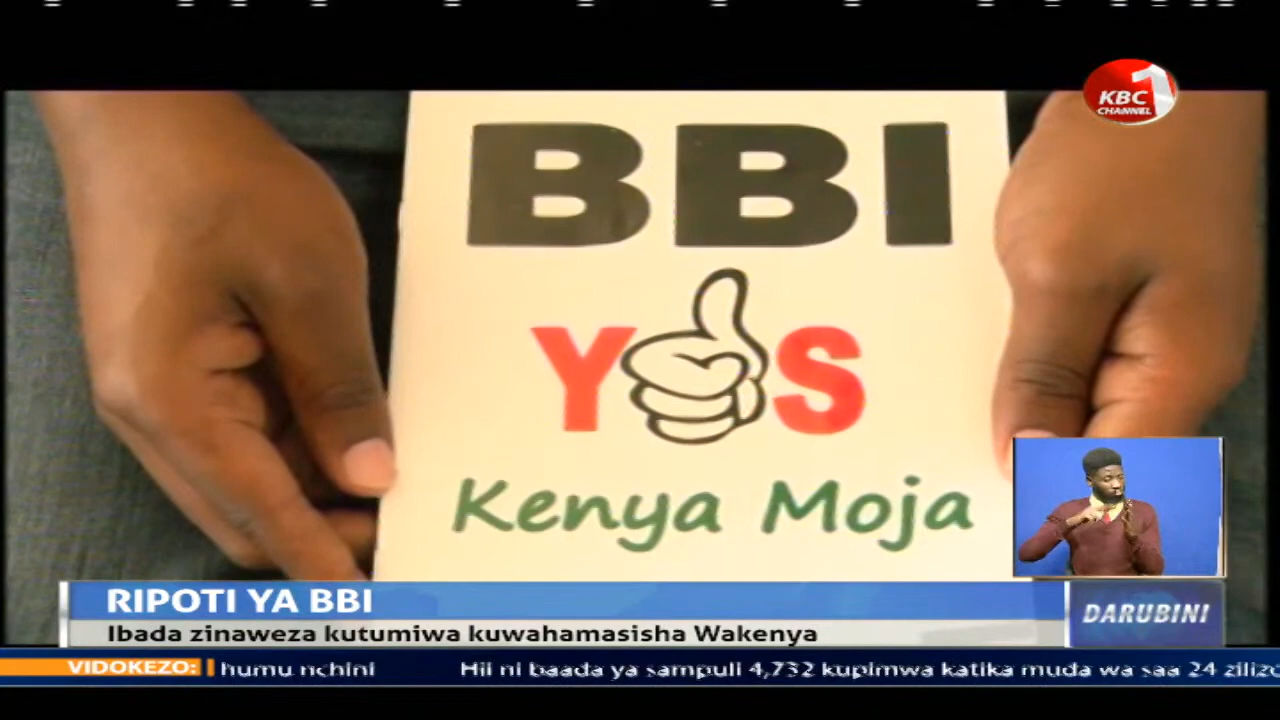 KBC 1
CHANNEL
BBI
YES
Kenya Moja
RIPOTI YA BBI
Ibada zinaweza kutumiwa kuwahamasisha Wakenya
DARUBINI
VIDOKEZO: humu nchini Hii ni baada ya sampuli 4,732 kupimwa katika muda wa saa 24 zilizo